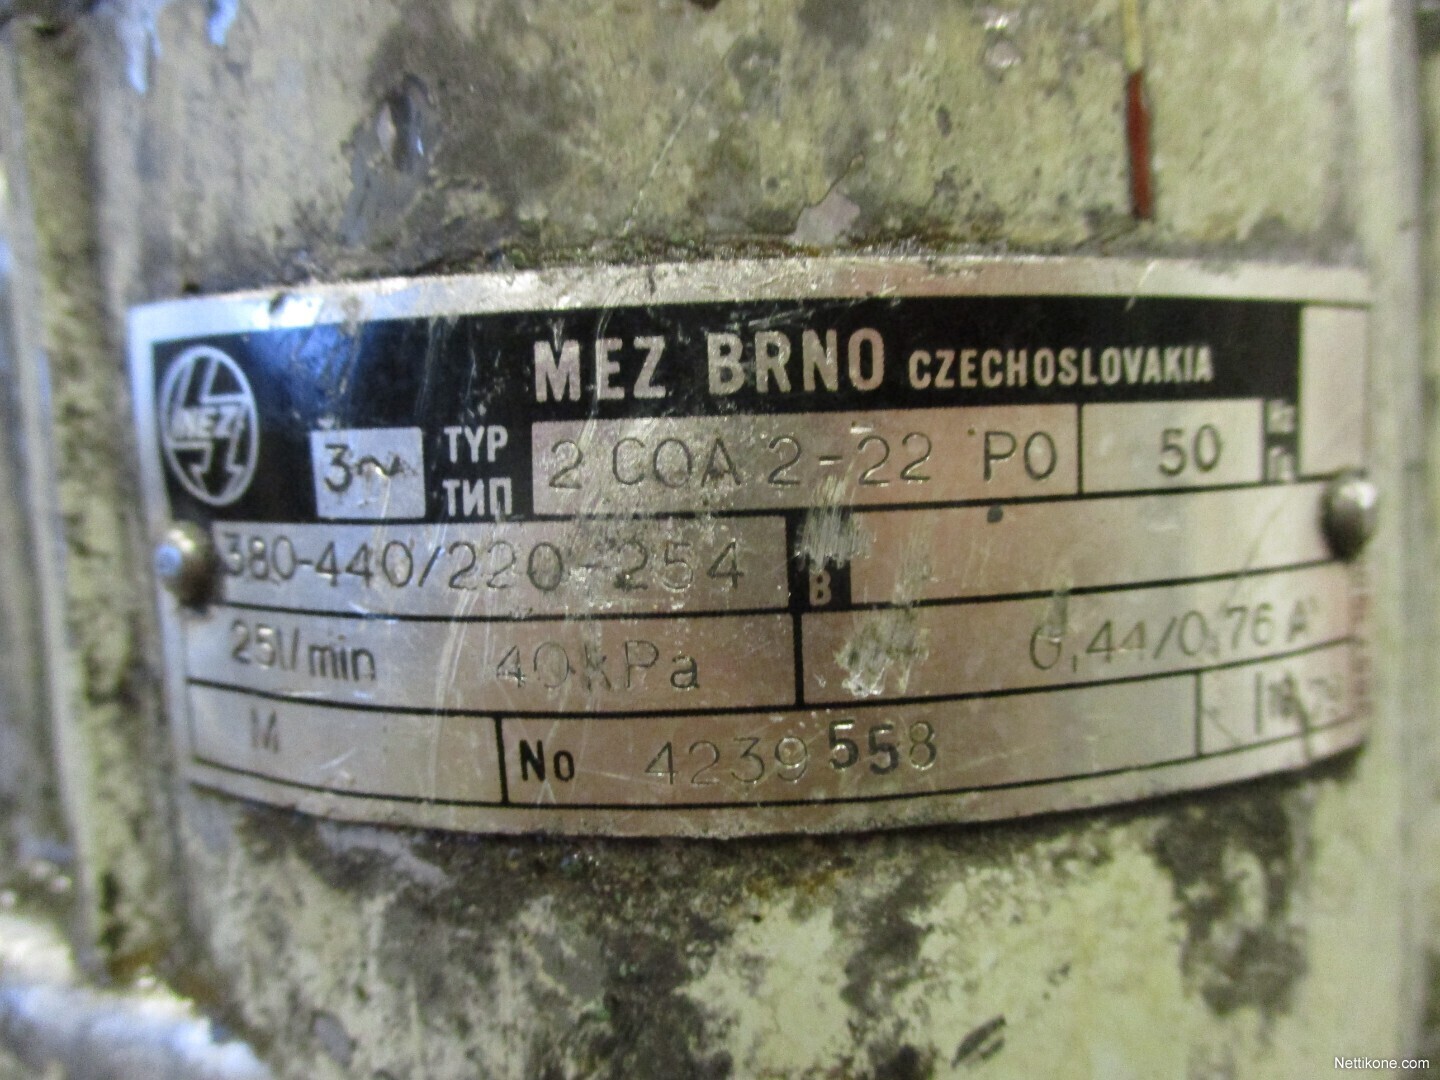 MEZ BRNO CZECHOSLOVAKIA
MEZ
3~ TYP ТИП 2 COA 2-22 PO 50
380-440/220-254 В
25l/min 40kPa 0,44/0,76 A
M No 4239558
Nettikone.com